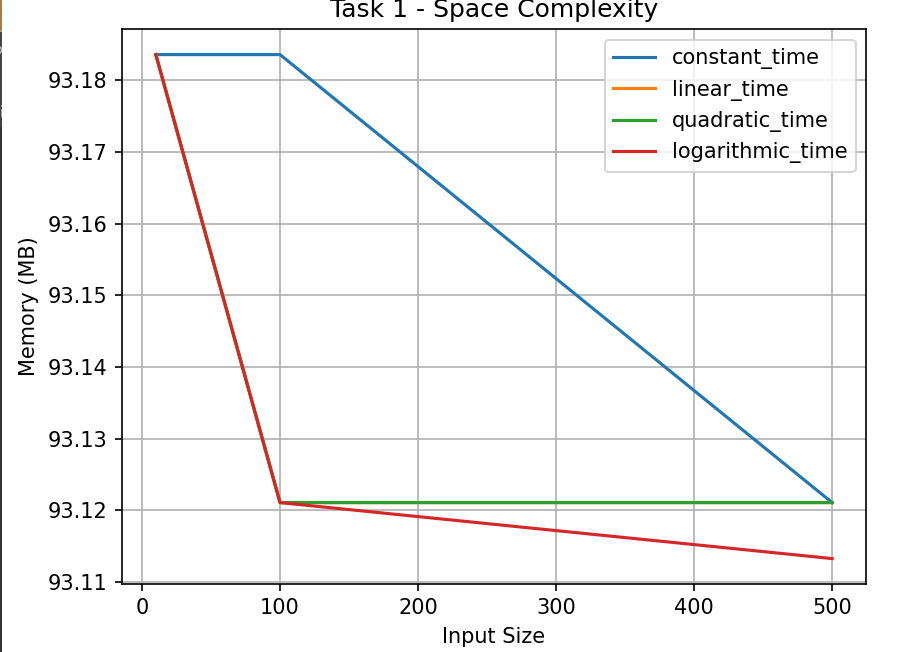 Task 1 - Space Complexity
constant_time
linear_time
quadratic_time
logarithmic_time
93.18
93.17
93.16
93.15
93.14
93.13
93.12
93.11
Memory (MB)
0 100 200 300 400 500
Input Size